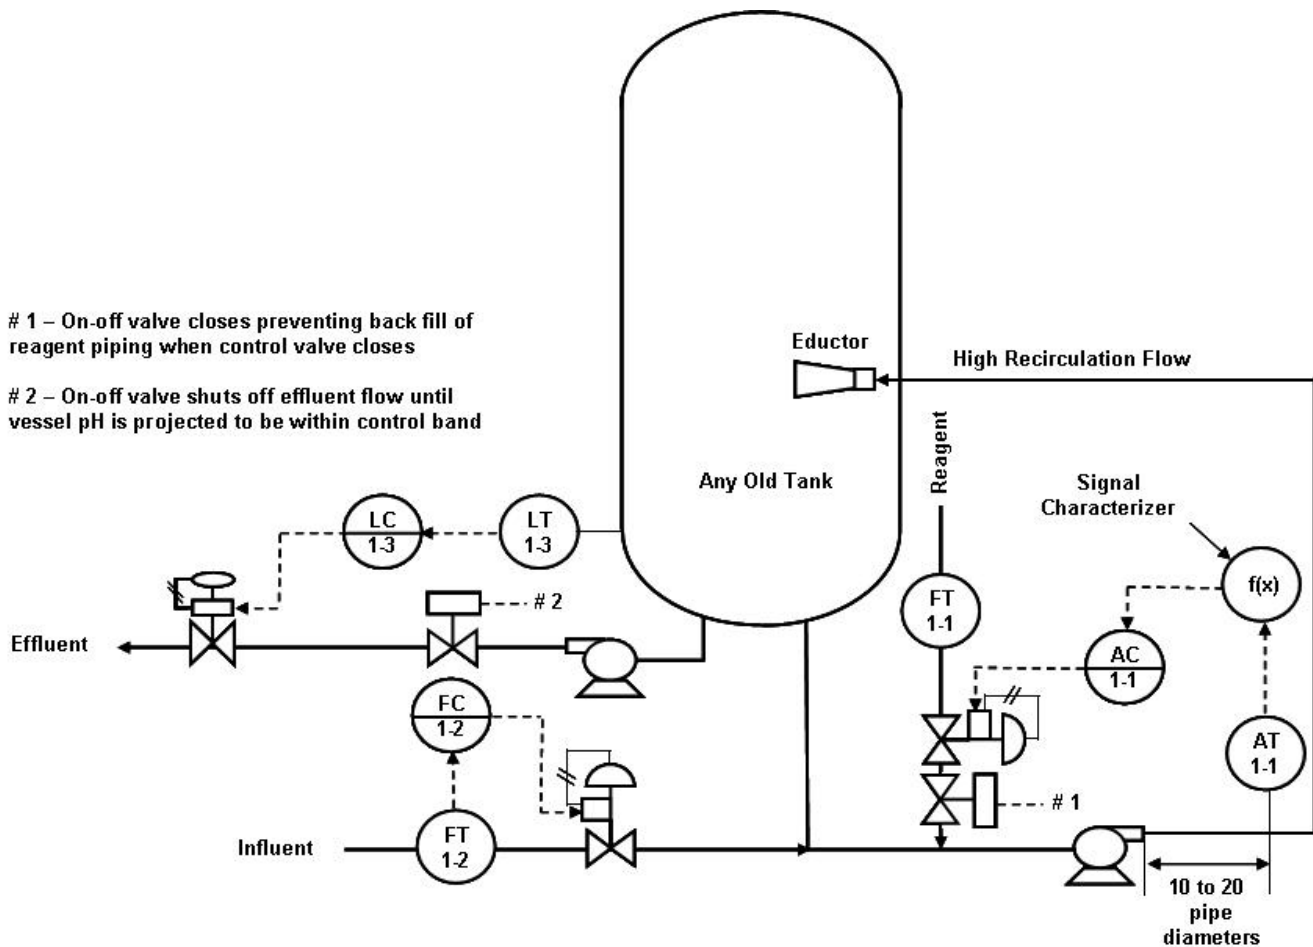 # 1 – On-off valve closes preventing back fill of
reagent piping when control valve closes
# 2 – On-off valve shuts off effluent flow until
vessel pH is projected to be within control band
Eductor
High Recirculation Flow
Any Old Tank
Reagent
Signal
Characterizer
LC
1-3
LT
1-3
# 2
FT
1-1
f(x)
Effluent
AC
1-1
FC
1-2
AT
1-1
# 1
Influent
FT
1-2
10 to 20
pipe
diameters